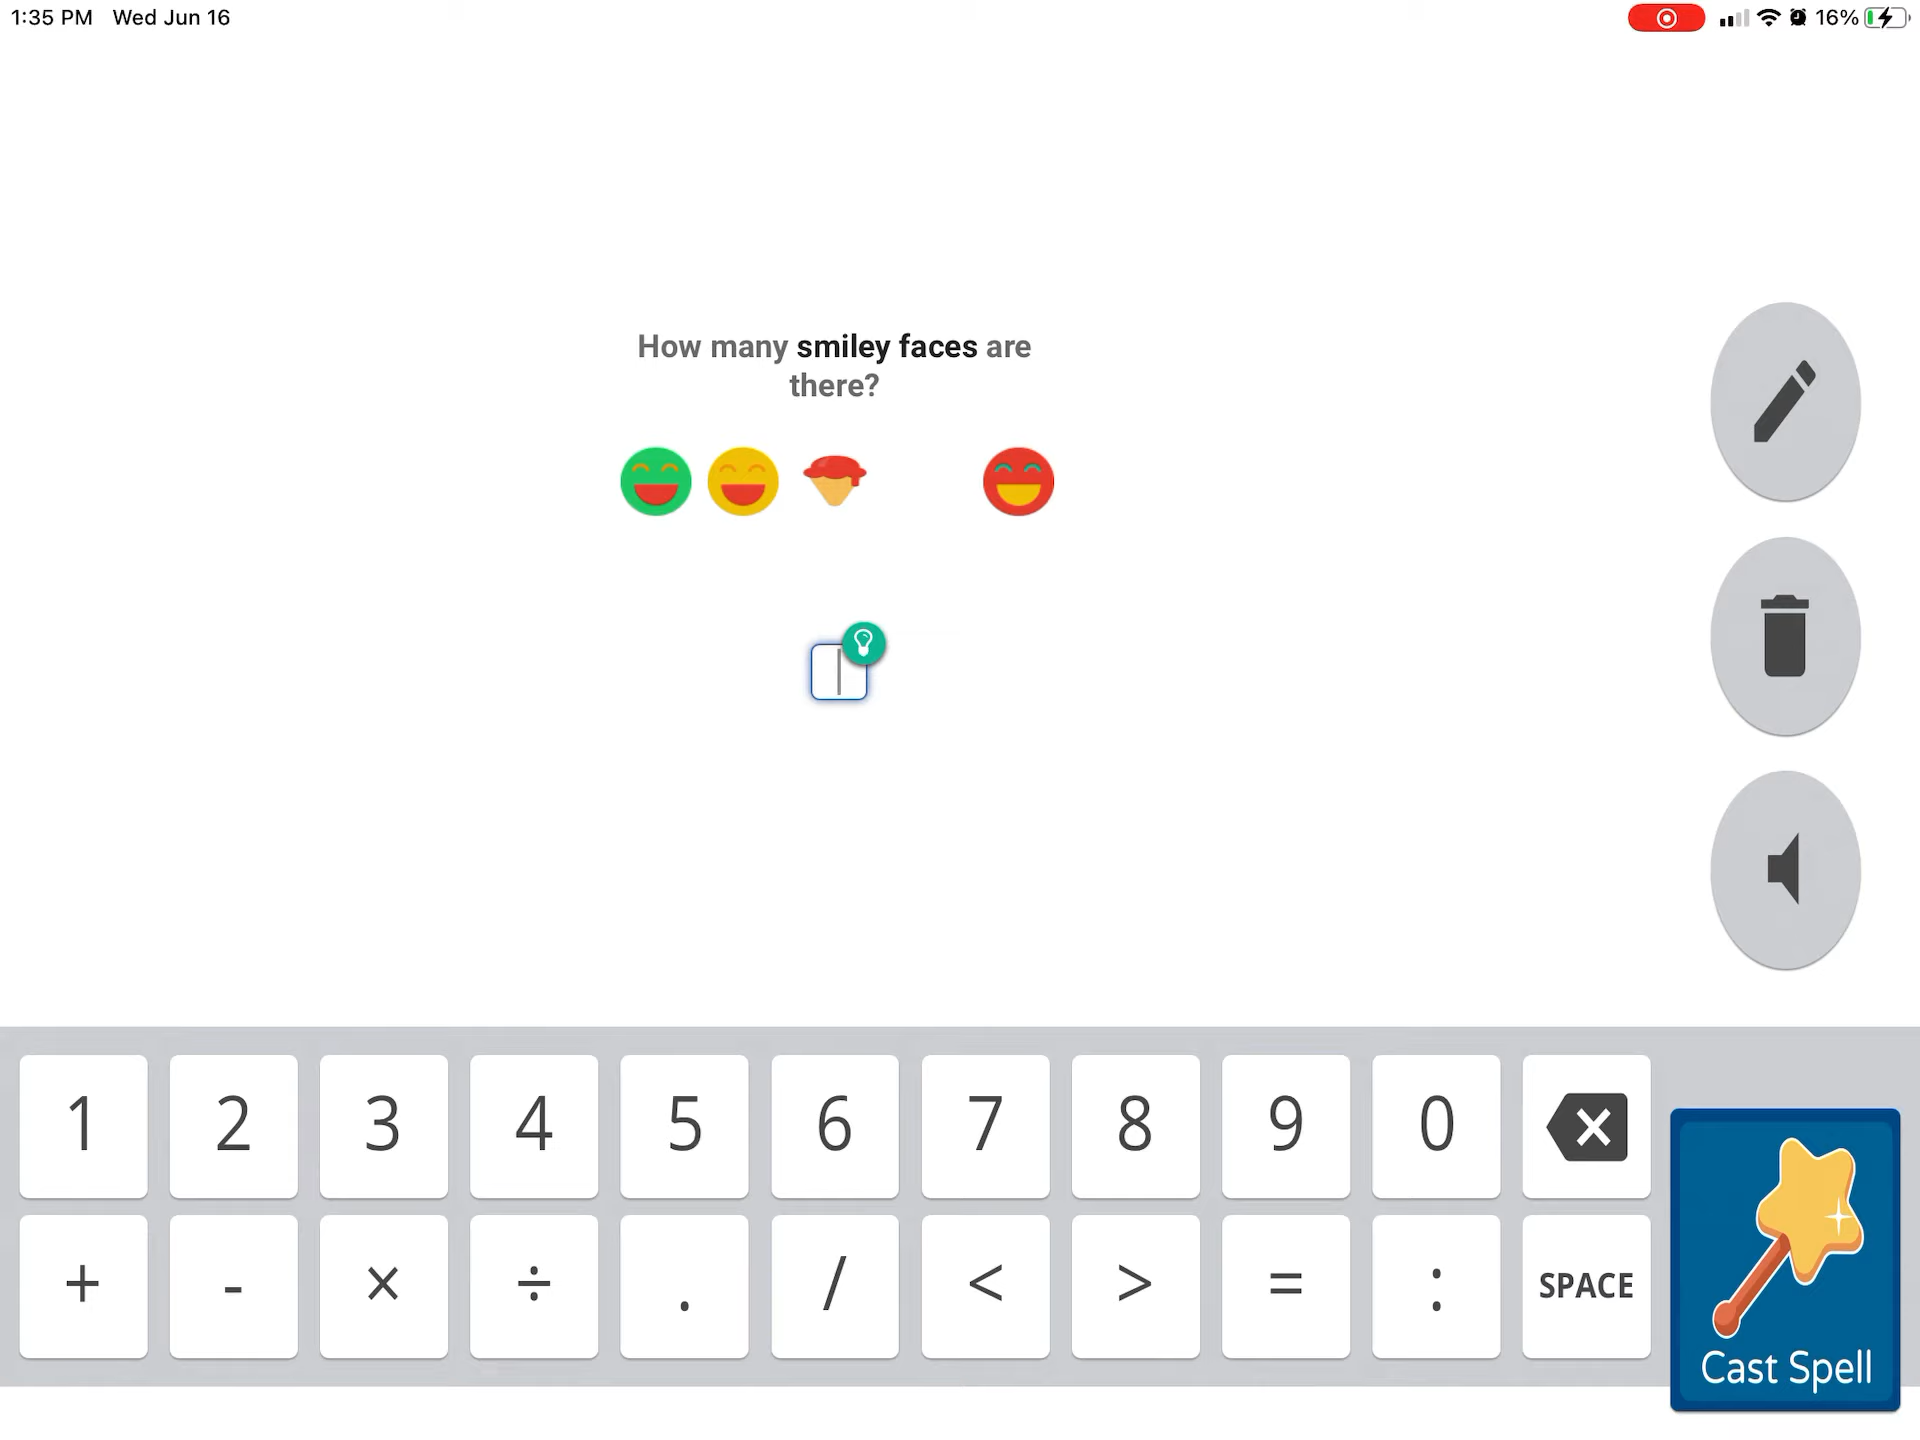 1:35 PM Wed Jun 16
16%
How many smiley faces are
there?
1 2 3 4 5 6 7 8 9 0
+ - × ÷ . / < > = : SPACE
Cast Spell